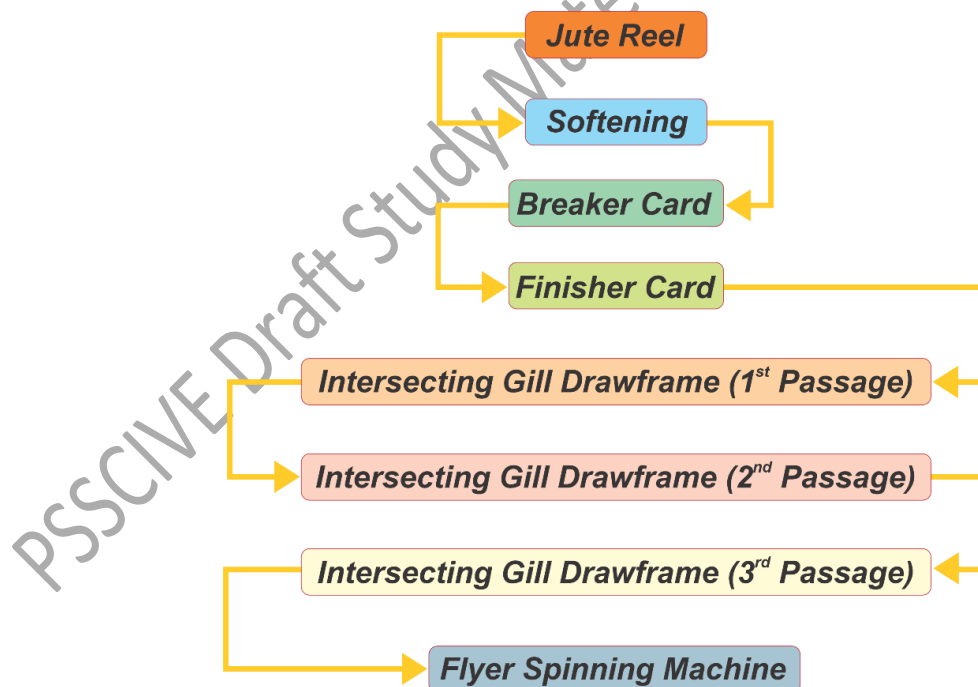 Jute Reel
Softening
Breaker Card
Finisher Card
Intersecting Gill Drawframe (1st Passage)
Intersecting Gill Drawframe (2nd Passage)
Intersecting Gill Drawframe (3rd Passage)
Flyer Spinning Machine
PSSCIVE Draft Study